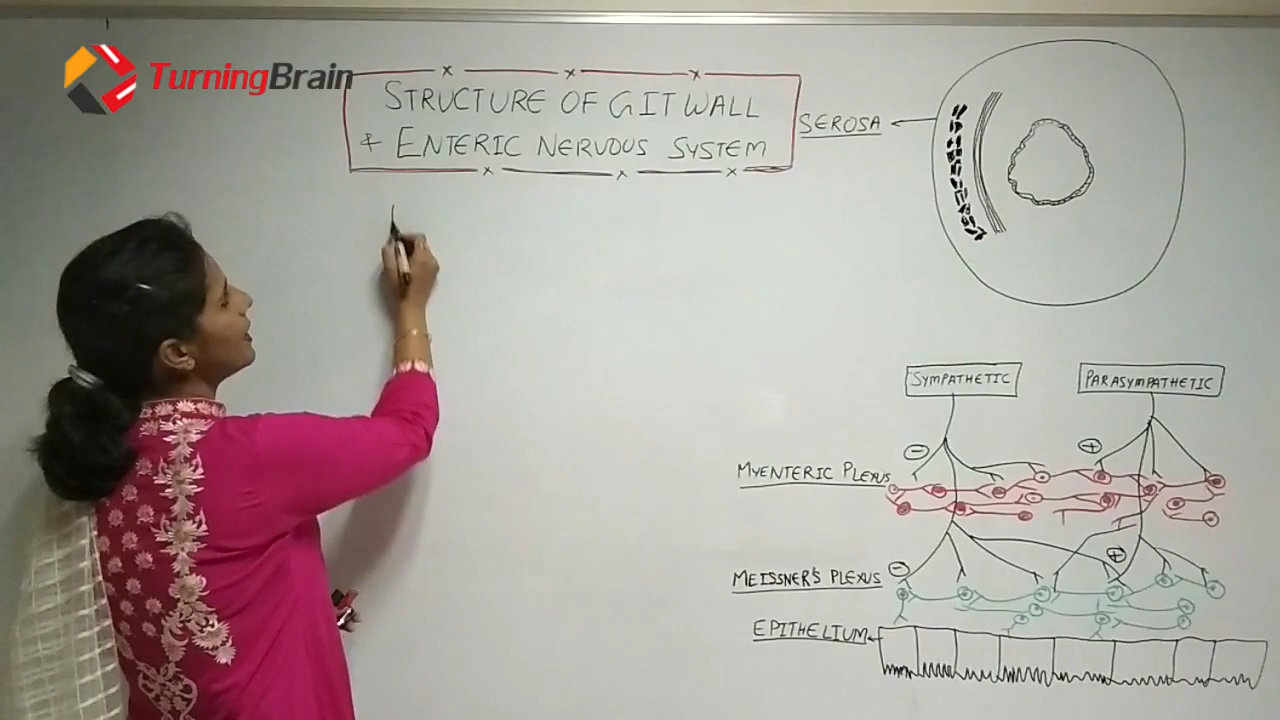 TurningBrain
STRUCTURE OF GIT WALL
+ ENTERIC NERVOUS SYSTEM
SEROSA
SYMPATHETIC
PARASYMPATHETIC
MYENTERIC PLEXUS
MEISSNER'S PLEXUS
EPITHELIUM